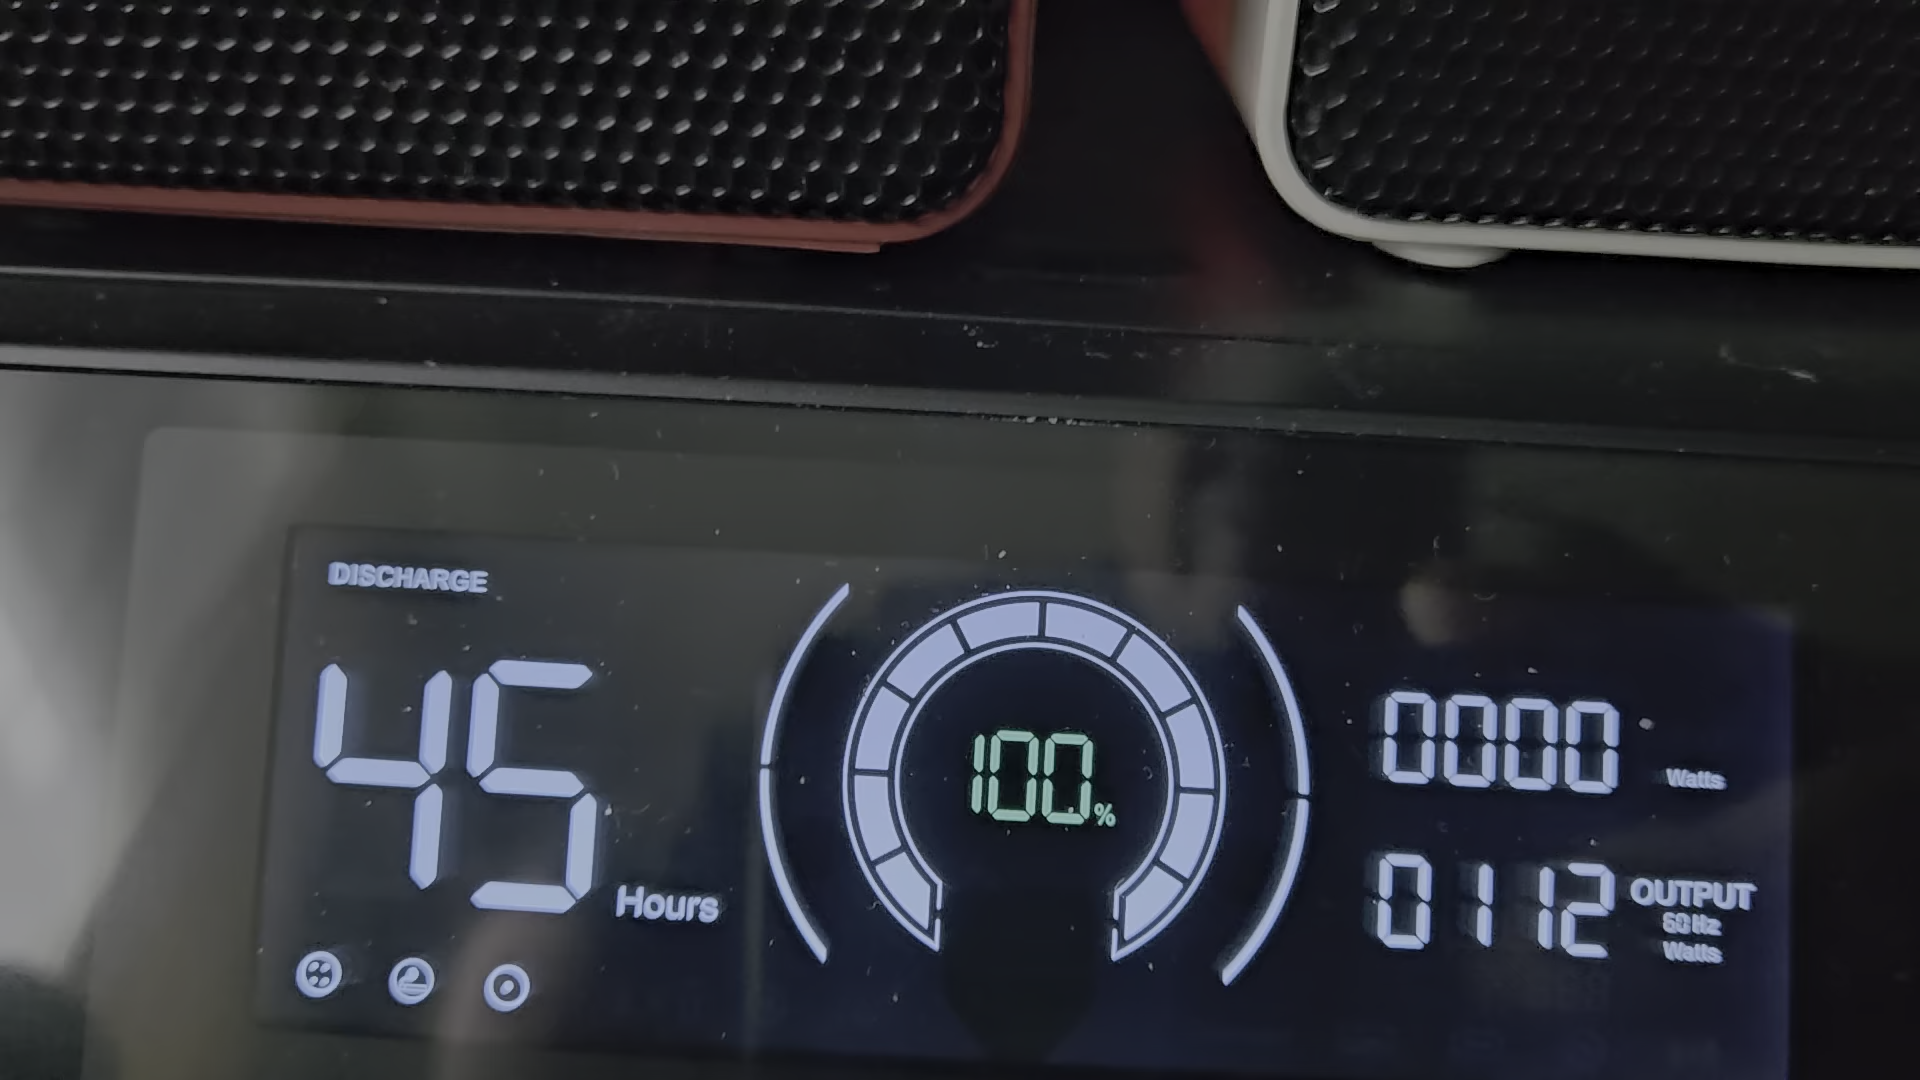 DISCHARGE
45 Hours
100%
0000 Watts
0112 OUTPUT
60Hz
Watts